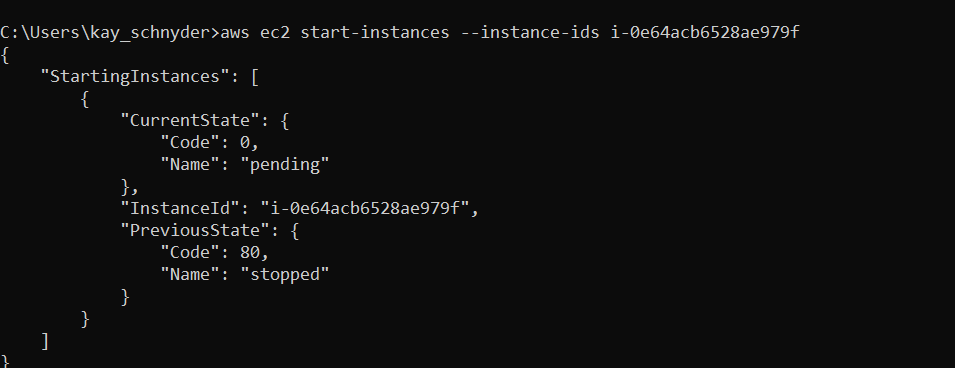 C:\Users\kay_schnyder>aws ec2 start-instances --instance-ids i-0e64acb6528ae979f
{
    "StartingInstances": [
        {
            "CurrentState": {
                "Code": 0,
                "Name": "pending"
            },
            "InstanceId": "i-0e64acb6528ae979f",
            "PreviousState": {
                "Code": 80,
                "Name": "stopped"
            }
        }
    ]
}